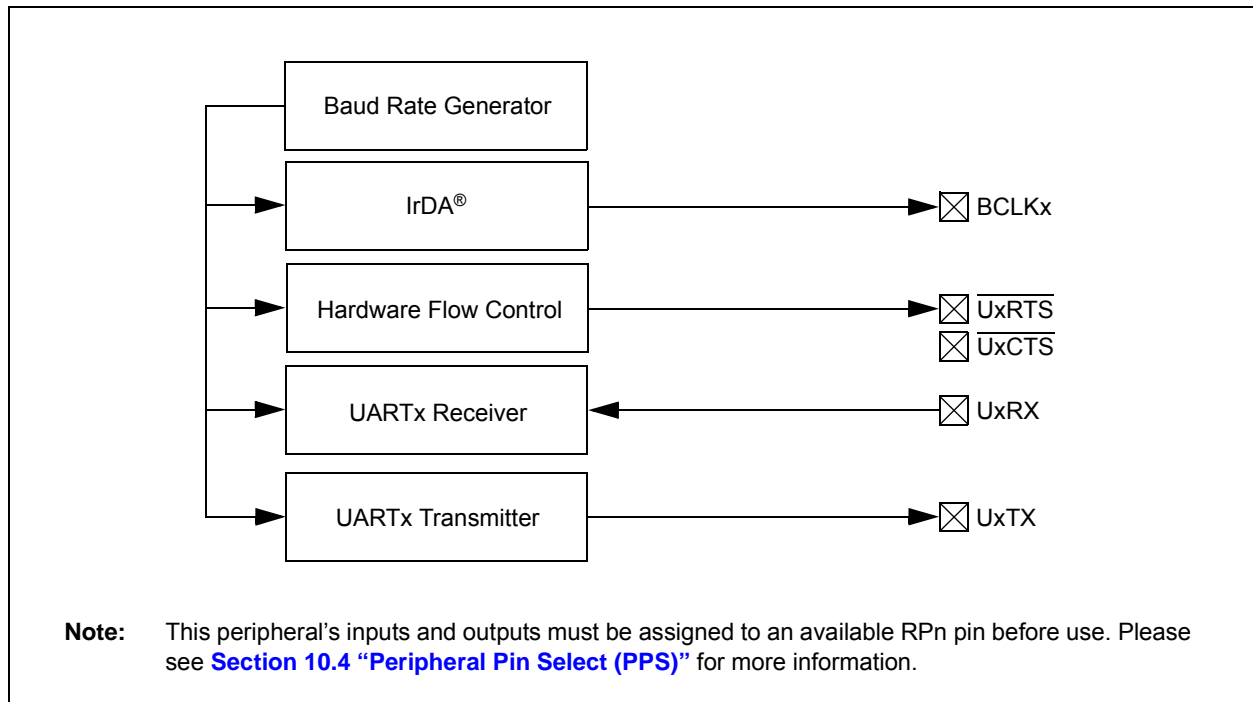 Baud Rate Generator
IrDA®
BCLKx
Hardware Flow Control
UxRTS
UxCTS
UARTx Receiver
UxRX
UARTx Transmitter
UxTX
Note: This peripheral's inputs and outputs must be assigned to an available RPn pin before use. Please
see Section 10.4 “Peripheral Pin Select (PPS)” for more information.